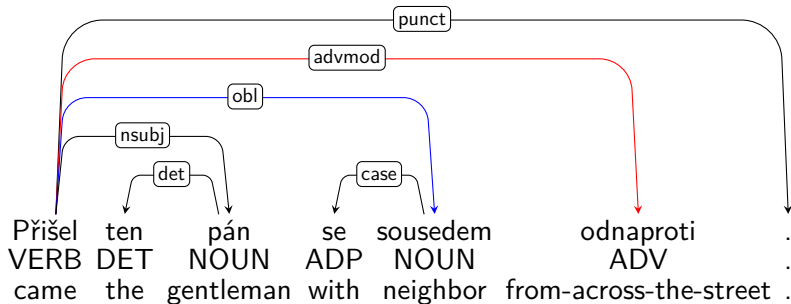 punct
advmod
obl
nsubj
det case
Přišel ten pán se sousedem odnaproti .
VERB DET NOUN ADP NOUN ADV .
came the gentleman with neighbor from-across-the-street .